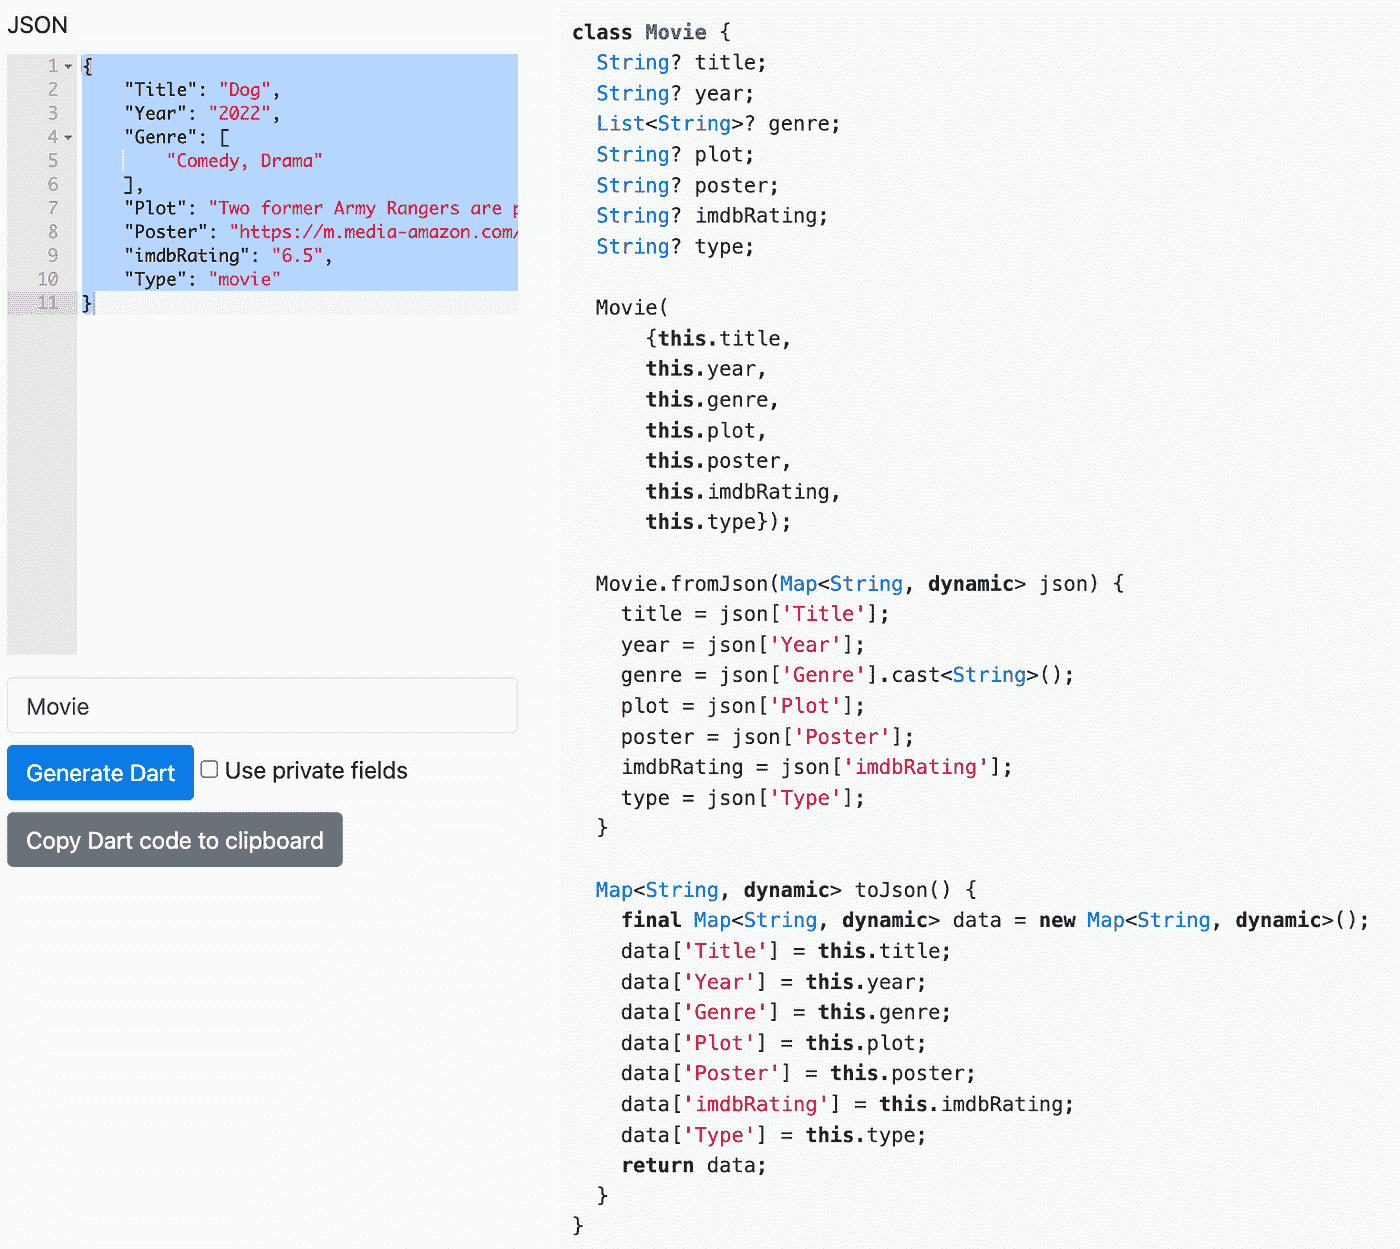 JSON
1 {
2 "Title": "Dog",
3 "Year": "2022",
4 "Genre": [
5 "Comedy, Drama"
6 ],
7 "Plot": "Two former Army Rangers are
8 "Poster": "https://m.media-amazon.com/
9 "imdbRating": "6.5",
10 "Type": "movie"
11 }
Movie
Generate Dart
Use private fields
Copy Dart code to clipboard
class Movie {
String? title;
String? year;
List<String>? genre;
String? plot;
String? poster;
String? imdbRating;
String? type;
Movie(
{this.title,
this.year,
this.genre,
this.plot,
this.poster,
this.imdbRating,
this.type});
Movie.fromJson(Map<String, dynamic> json) {
title = json['Title'];
year = json['Year'];
genre = json['Genre'].cast<String>();
plot = json['Plot'];
poster = json['Poster'];
imdbRating = json['imdbRating'];
type = json['Type'];
}
Map<String, dynamic> toJson() {
final Map<String, dynamic> data = new Map<String, dynamic>();
data['Title'] = this.title;
data['Year'] = this.year;
data['Genre'] = this.genre;
data['Plot'] = this.plot;
data['Poster'] = this.poster;
data['imdbRating'] = this.imdbRating;
data['Type'] = this.type;
return data;
}
}